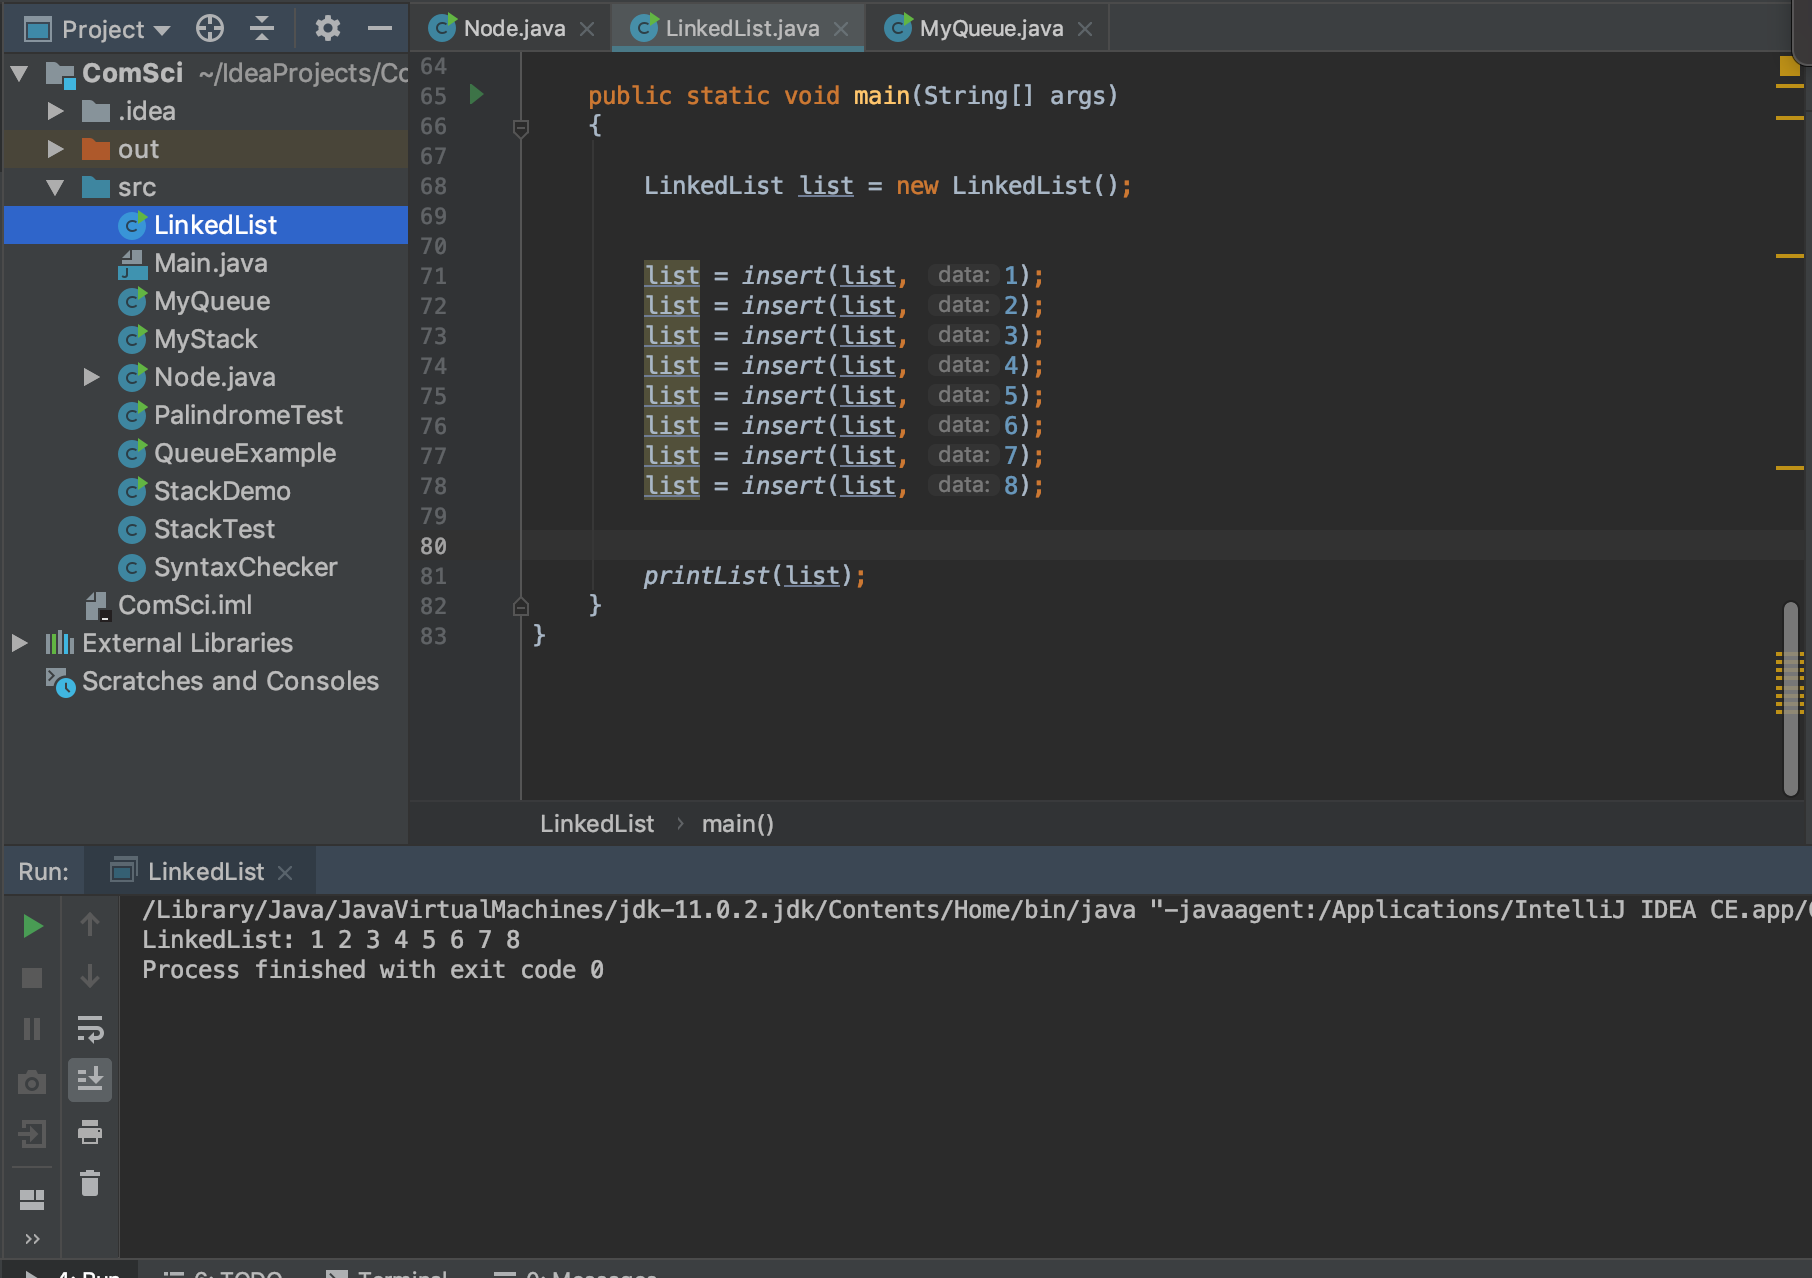 Project
Node.java
LinkedList.java
MyQueue.java
ComSci ~/IdeaProjects/Co
.idea
out
src
LinkedList
Main.java
MyQueue
MyStack
Node.java
PalindromeTest
QueueExample
StackDemo
StackTest
SyntaxChecker
ComSci.iml
External Libraries
Scratches and Consoles
64
65 public static void main(String[] args)
66 {
67
68 LinkedList list = new LinkedList();
69
70
71 list = insert(list, data: 1);
72 list = insert(list, data: 2);
73 list = insert(list, data: 3);
74 list = insert(list, data: 4);
75 list = insert(list, data: 5);
76 list = insert(list, data: 6);
77 list = insert(list, data: 7);
78 list = insert(list, data: 8);
79
80
81 printList(list);
82 }
83 }
LinkedList › main()
Run: LinkedList
/Library/Java/JavaVirtualMachines/jdk-11.0.2.jdk/Contents/Home/bin/java "-javaagent:/Applications/IntelliJ IDEA CE.app/C
LinkedList: 1 2 3 4 5 6 7 8
Process finished with exit code 0
4: Run 6: TODO Terminal 0: Messages